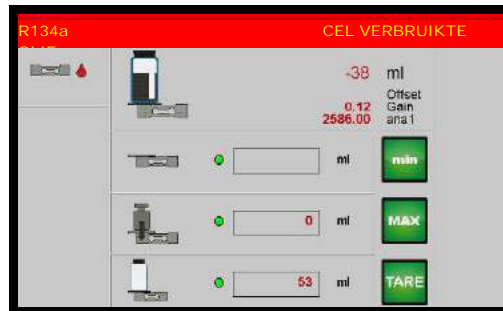 R134a CEL VERBRUIKTE
-38 ml
Offset
0.12 Gain
2586.00 ana1
ml min
0 ml MAX
53 ml TARE